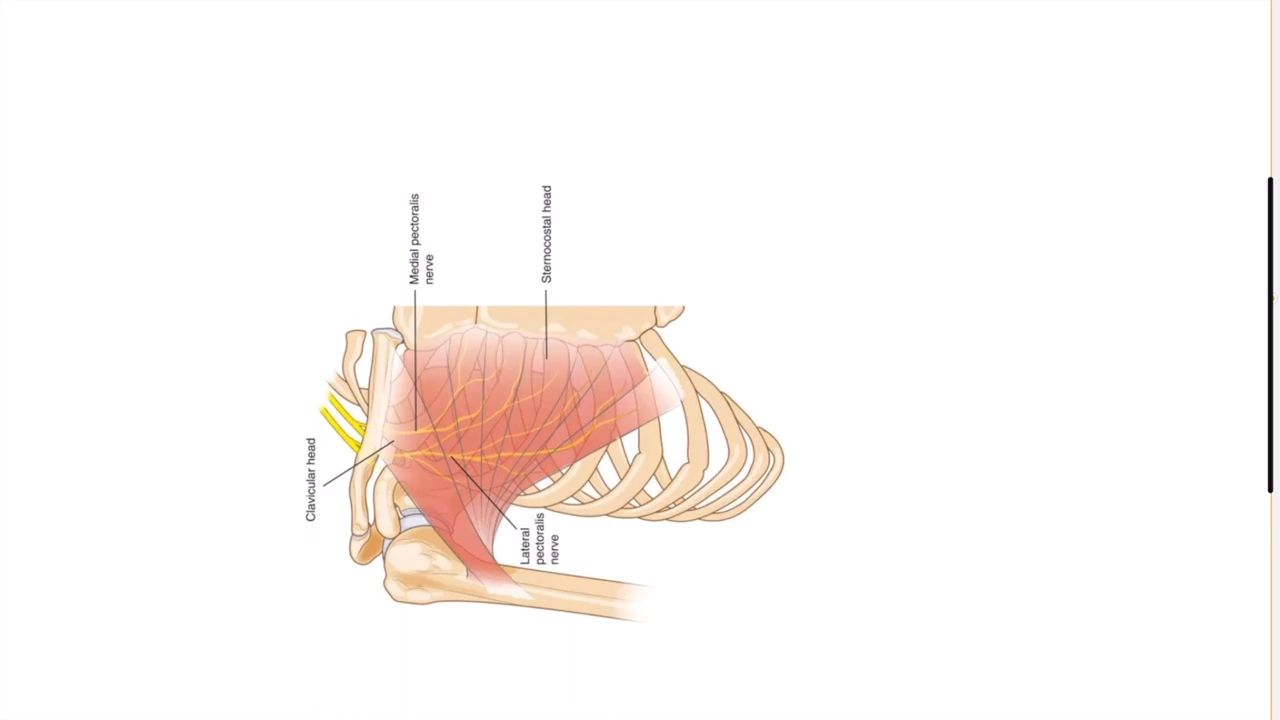 Clavicular head
Medial pectoralis
nerve
Sternocostal head
Lateral
pectoralis
nerve